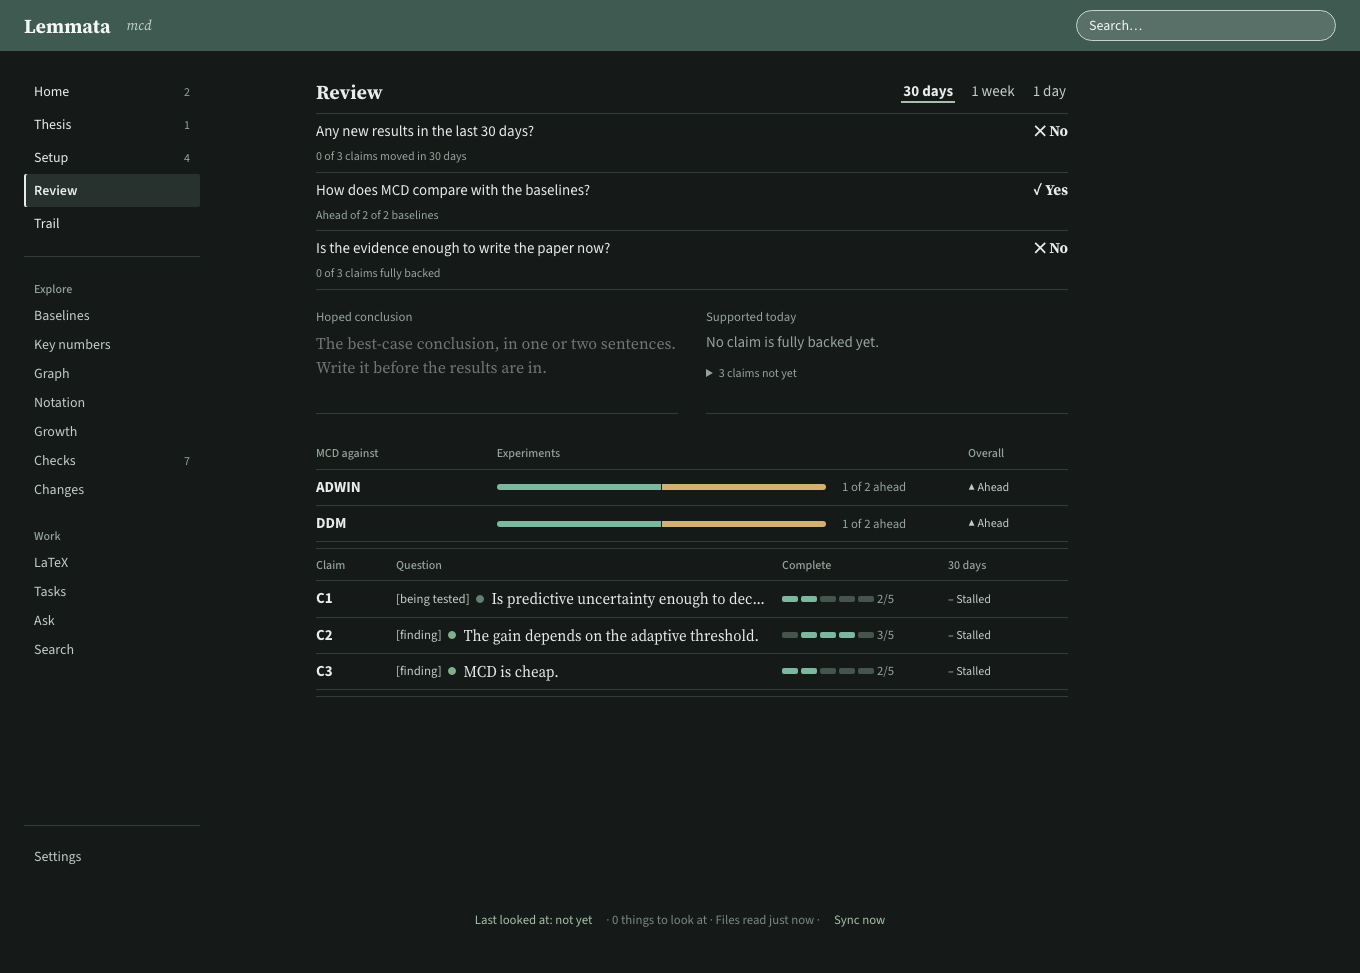 Lemmata mcd Search…
Home 2
Thesis 1
Setup 4
Review
Trail
Explore
Baselines
Key numbers
Graph
Notation
Growth
Checks 7
Changes
Work
LaTeX
Tasks
Ask
Search
Settings
Review 30 days 1 week 1 day
Any new results in the last 30 days? ✕ No
0 of 3 claims moved in 30 days
How does MCD compare with the baselines? ✓ Yes
Ahead of 2 of 2 baselines
Is the evidence enough to write the paper now? ✕ No
0 of 3 claims fully backed
Hoped conclusion
The best-case conclusion, in one or two sentences.
Write it before the results are in.
Supported today
No claim is fully backed yet.
▶ 3 claims not yet
MCD against Experiments Overall
ADWIN 1 of 2 ahead ▲ Ahead
DDM 1 of 2 ahead ▲ Ahead
Claim Question Complete 30 days
C1 [being tested] Is predictive uncertainty enough to dec… 2/5 – Stalled
C2 [finding] The gain depends on the adaptive threshold. 3/5 – Stalled
C3 [finding] MCD is cheap. 2/5 – Stalled
Last looked at: not yet · 0 things to look at · Files read just now · Sync now